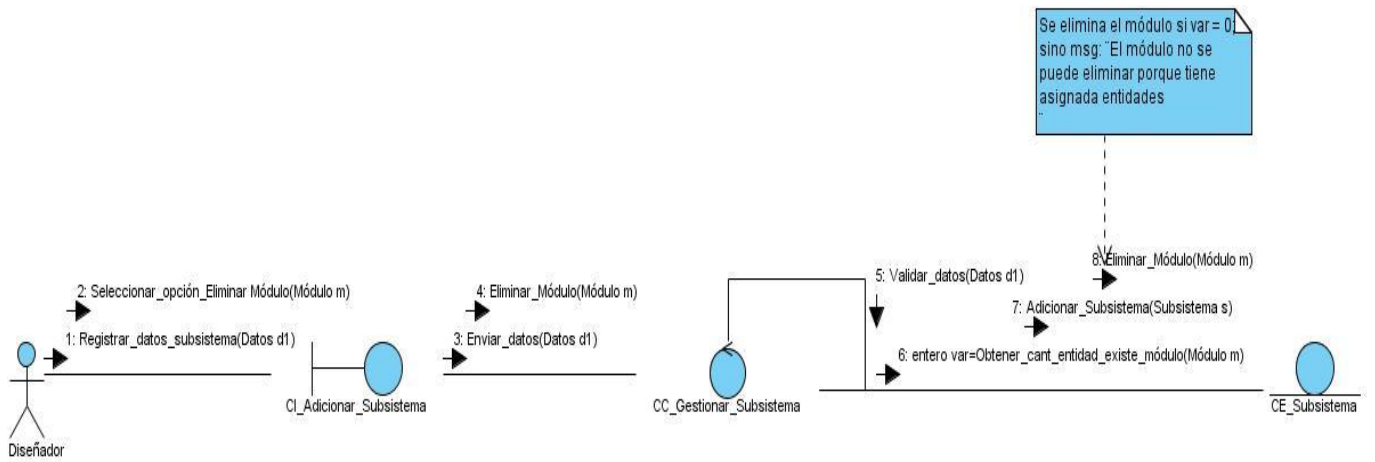 Se elimina el módulo si var = 0;
sino msg: ¨El módulo no se
puede eliminar porque tiene
asignada entidades
¨
8: Eliminar_Módulo(Módulo m)
5: Validar_datos(Datos d1)
2: Seleccionar_opción_Eliminar Módulo(Módulo m)
4: Eliminar_Módulo(Módulo m)
7: Adicionar_Subsistema(Subsistema s)
1: Registrar_datos_subsistema(Datos d1)
3: Enviar_datos(Datos d1)
6: entero var=Obtener_cant_entidad_existe_módulo(Módulo m)
CI_Adicionar_Subsistema
CC_Gestionar_Subsistema
CE_Subsistema
Diseñador